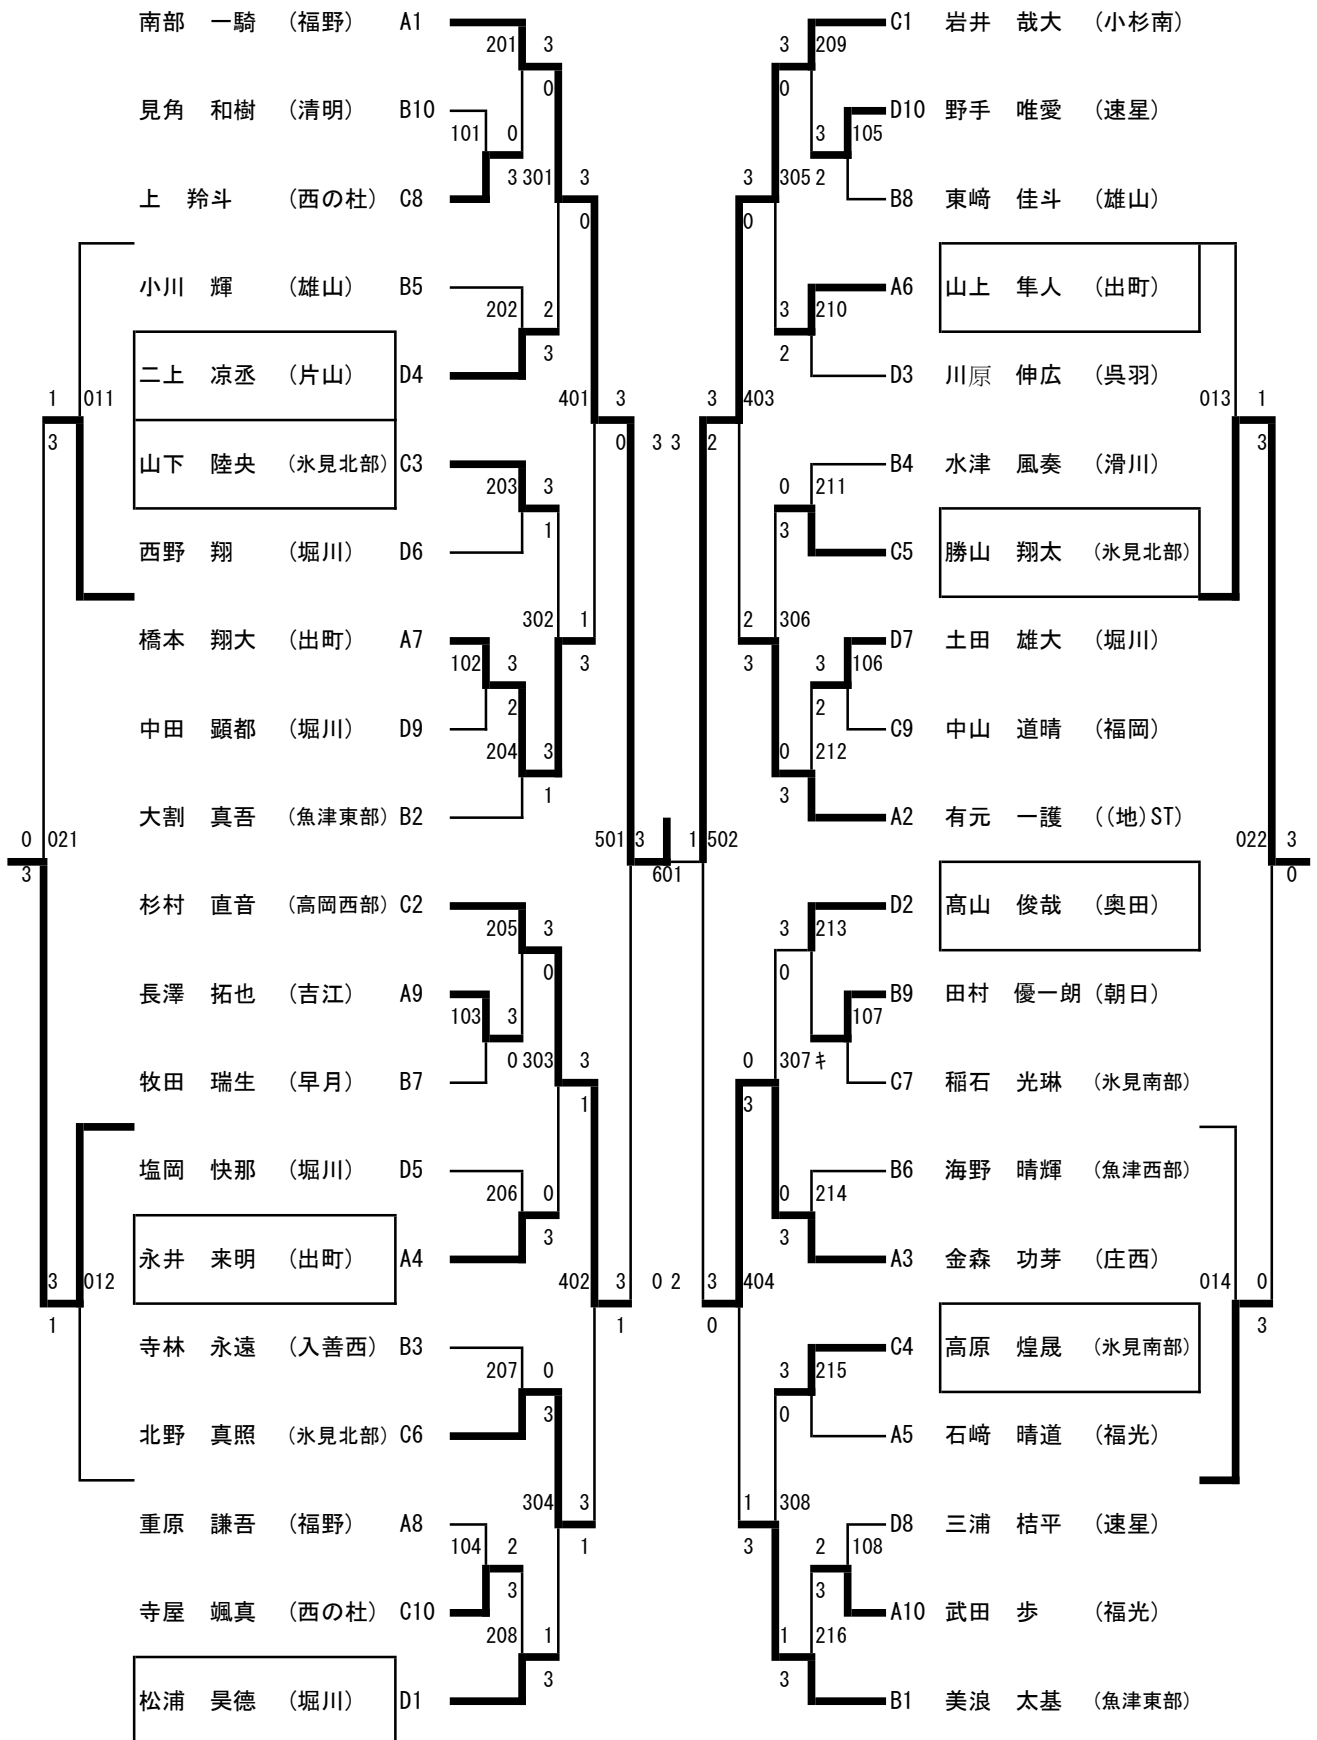 南部 一騎 (福野) A1
201 3
0
見角 和樹 (清明) B10
101 0
3 301 3
上 羚斗 (西の杜) C8
0
小川 輝 (雄山) B5
202 2
3
二上 凉丞 (片山) D4
1 011
401 3
3
0
山下 陸央 (氷見北部) C3
203 3
1
西野 翔 (堀川) D6
302 1
橋本 翔大 (出町) A7
102 3
3
2
中田 顕都 (堀川) D9
204 3
1
大割 真吾 (魚津東部) B2
0 021
501 3
3
杉村 直音 (高岡西部) C2
205 3
0
長澤 拓也 (吉江) A9
103 3
0 303 3
牧田 瑞生 (早月) B7
1
塩岡 快那 (堀川) D5
206 0
3
永井 来明 (出町) A4
3 012
402 3
1
1
寺林 永遠 (入善西) B3
207 0
3
北野 真照 (氷見北部) C6
304 3
重原 謙吾 (福野) A8
104 2
1
3
寺屋 颯真 (西の杜) C10
208 1
3
松浦 昊德 (堀川) D1
3 3
601
0 2
C1 岩井 哉大 (小杉南)
3 209
0
D10 野手 唯愛 (速星)
3 105
3 305 2
B8 東﨑 佳斗 (雄山)
0
A6 山上 隼人 (出町)
3 210
2
D3 川原 伸広 (呉羽)
3 403
013 1
2
3
B4 水津 風奏 (滑川)
0 211
3
C5 勝山 翔太 (氷見北部)
2 306
D7 土田 雄大 (堀川)
3 106
3
2
C9 中山 道晴 (福岡)
0 212
3
A2 有元 一護 ((地)ST)
1 502
022 3
0
D2 髙山 俊哉 (奥田)
3 213
0
B9 田村 優一朗 (朝日)
107
0 307 キ
C7 稲石 光琳 (氷見南部)
3
B6 海野 晴輝 (魚津西部)
0 214
3
A3 金森 功芽 (庄西)
3 404
014 0
0
3
C4 高原 煌晟 (氷見南部)
3 215
0
A5 石﨑 晴道 (福光)
1 308
D8 三浦 桔平 (速星)
2 108
3
3
A10 武田 歩 (福光)
1 216
3
B1 美浪 太基 (魚津東部)